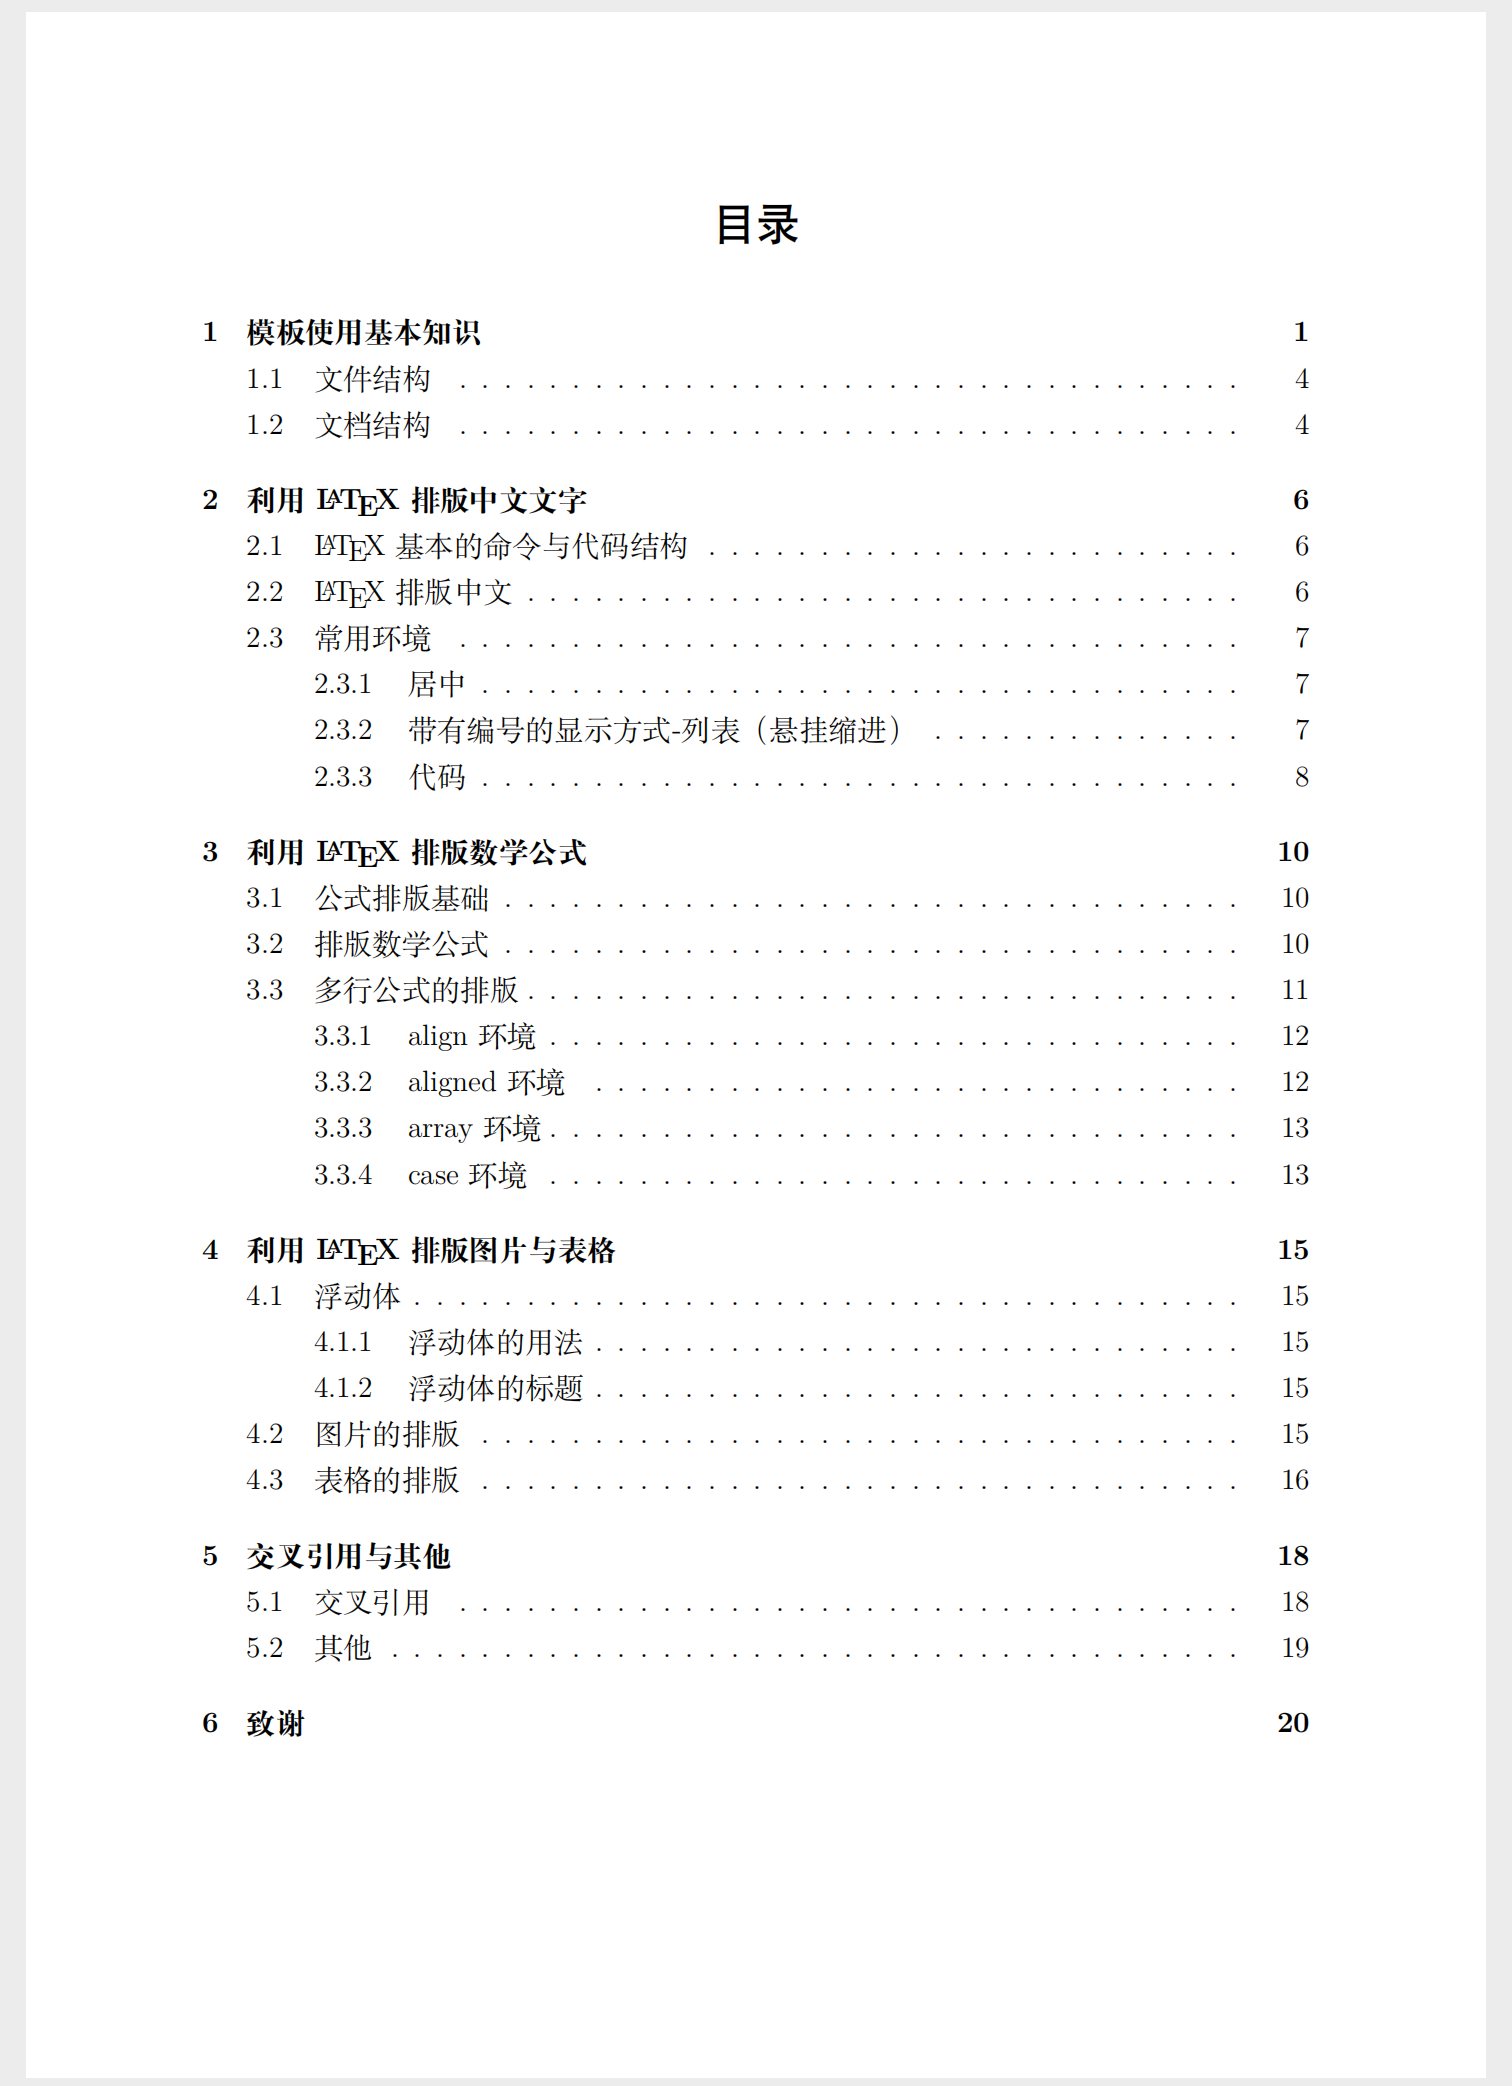 目录
1 模板使用基本知识 1
1.1 文件结构 . . . . . . . . . . . . . . . . . . . . . . . . . . . . . . . . . . . 4
1.2 文档结构 . . . . . . . . . . . . . . . . . . . . . . . . . . . . . . . . . . . 4
2 利用 LATEX 排版中文文字 6
2.1 LATEX 基本的命令与代码结构 . . . . . . . . . . . . . . . . . . . . . . . . 6
2.2 LATEX 排版中文 . . . . . . . . . . . . . . . . . . . . . . . . . . . . . . . . 6
2.3 常用环境 . . . . . . . . . . . . . . . . . . . . . . . . . . . . . . . . . . . 7
2.3.1 居中 . . . . . . . . . . . . . . . . . . . . . . . . . . . . . . . . . . 7
2.3.2 带有编号的显示方式-列表（悬挂缩进） . . . . . . . . . . . . . . 7
2.3.3 代码 . . . . . . . . . . . . . . . . . . . . . . . . . . . . . . . . . . 8
3 利用 LATEX 排版数学公式 10
3.1 公式排版基础 . . . . . . . . . . . . . . . . . . . . . . . . . . . . . . . . . 10
3.2 排版数学公式 . . . . . . . . . . . . . . . . . . . . . . . . . . . . . . . . . 10
3.3 多行公式的排版 . . . . . . . . . . . . . . . . . . . . . . . . . . . . . . . . 11
3.3.1 align 环境 . . . . . . . . . . . . . . . . . . . . . . . . . . . . . . . 12
3.3.2 aligned 环境 . . . . . . . . . . . . . . . . . . . . . . . . . . . . . 12
3.3.3 array 环境 . . . . . . . . . . . . . . . . . . . . . . . . . . . . . . . 13
3.3.4 case 环境 . . . . . . . . . . . . . . . . . . . . . . . . . . . . . . . 13
4 利用 LATEX 排版图片与表格 15
4.1 浮动体 . . . . . . . . . . . . . . . . . . . . . . . . . . . . . . . . . . . . . 15
4.1.1 浮动体的用法 . . . . . . . . . . . . . . . . . . . . . . . . . . . . . 15
4.1.2 浮动体的标题 . . . . . . . . . . . . . . . . . . . . . . . . . . . . . 15
4.2 图片的排版 . . . . . . . . . . . . . . . . . . . . . . . . . . . . . . . . . . 15
4.3 表格的排版 . . . . . . . . . . . . . . . . . . . . . . . . . . . . . . . . . . 16
5 交叉引用与其他 18
5.1 交叉引用 . . . . . . . . . . . . . . . . . . . . . . . . . . . . . . . . . . . 18
5.2 其他 . . . . . . . . . . . . . . . . . . . . . . . . . . . . . . . . . . . . . . 19
6 致谢 20